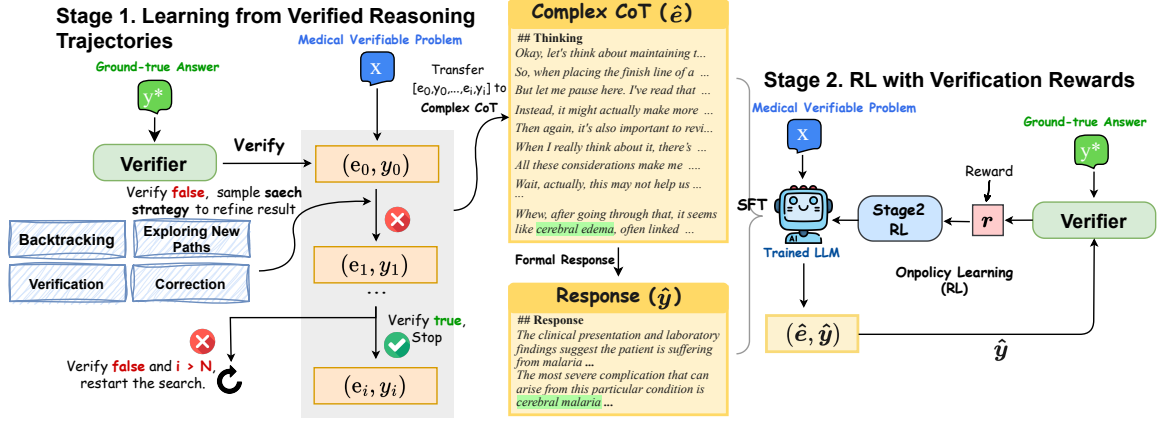 Stage 1. Learning from Verified Reasoning
Trajectories
Ground-true Answer
y*
Verifier
Verify
Medical Verifiable Problem
x
(e₀, y₀)
Verify false, sample saech
strategy to refine result
Backtracking
Exploring New
Paths
Verification
Correction
(e₁, y₁)
...
Verify true,
Stop
Verify false and i > N,
restart the search.
(eᵢ, yᵢ)
Transfer
[e₀,y₀,...,eᵢ,yᵢ] to
Complex CoT
Complex CoT (ê)
## Thinking
Okay, let's think about maintaining t...
So, when placing the finish line of a ...
But let me pause here. I've read that ...
Instead, it might actually make more ...
Then again, it's also important to revi...
When I really think about it, there's ...
All these considerations make me ....
Wait, actually, this may not help us ...
...
Whew, after going through that, it seems
like cerebral edema, often linked ...
Formal Response
Response (ŷ)
## Response
The clinical presentation and laboratory
findings suggest the patient is suffering
from malaria ...
The most severe complication that can
arise from this particular condition is
cerebral malaria ...
SFT
Stage 2. RL with Verification Rewards
Medical Verifiable Problem
x
Ground-true Answer
y*
AI
Trained LLM
Stage2
RL
Reward
r
Verifier
Onpolicy Learning
(RL)
(ê, ŷ)
ŷ